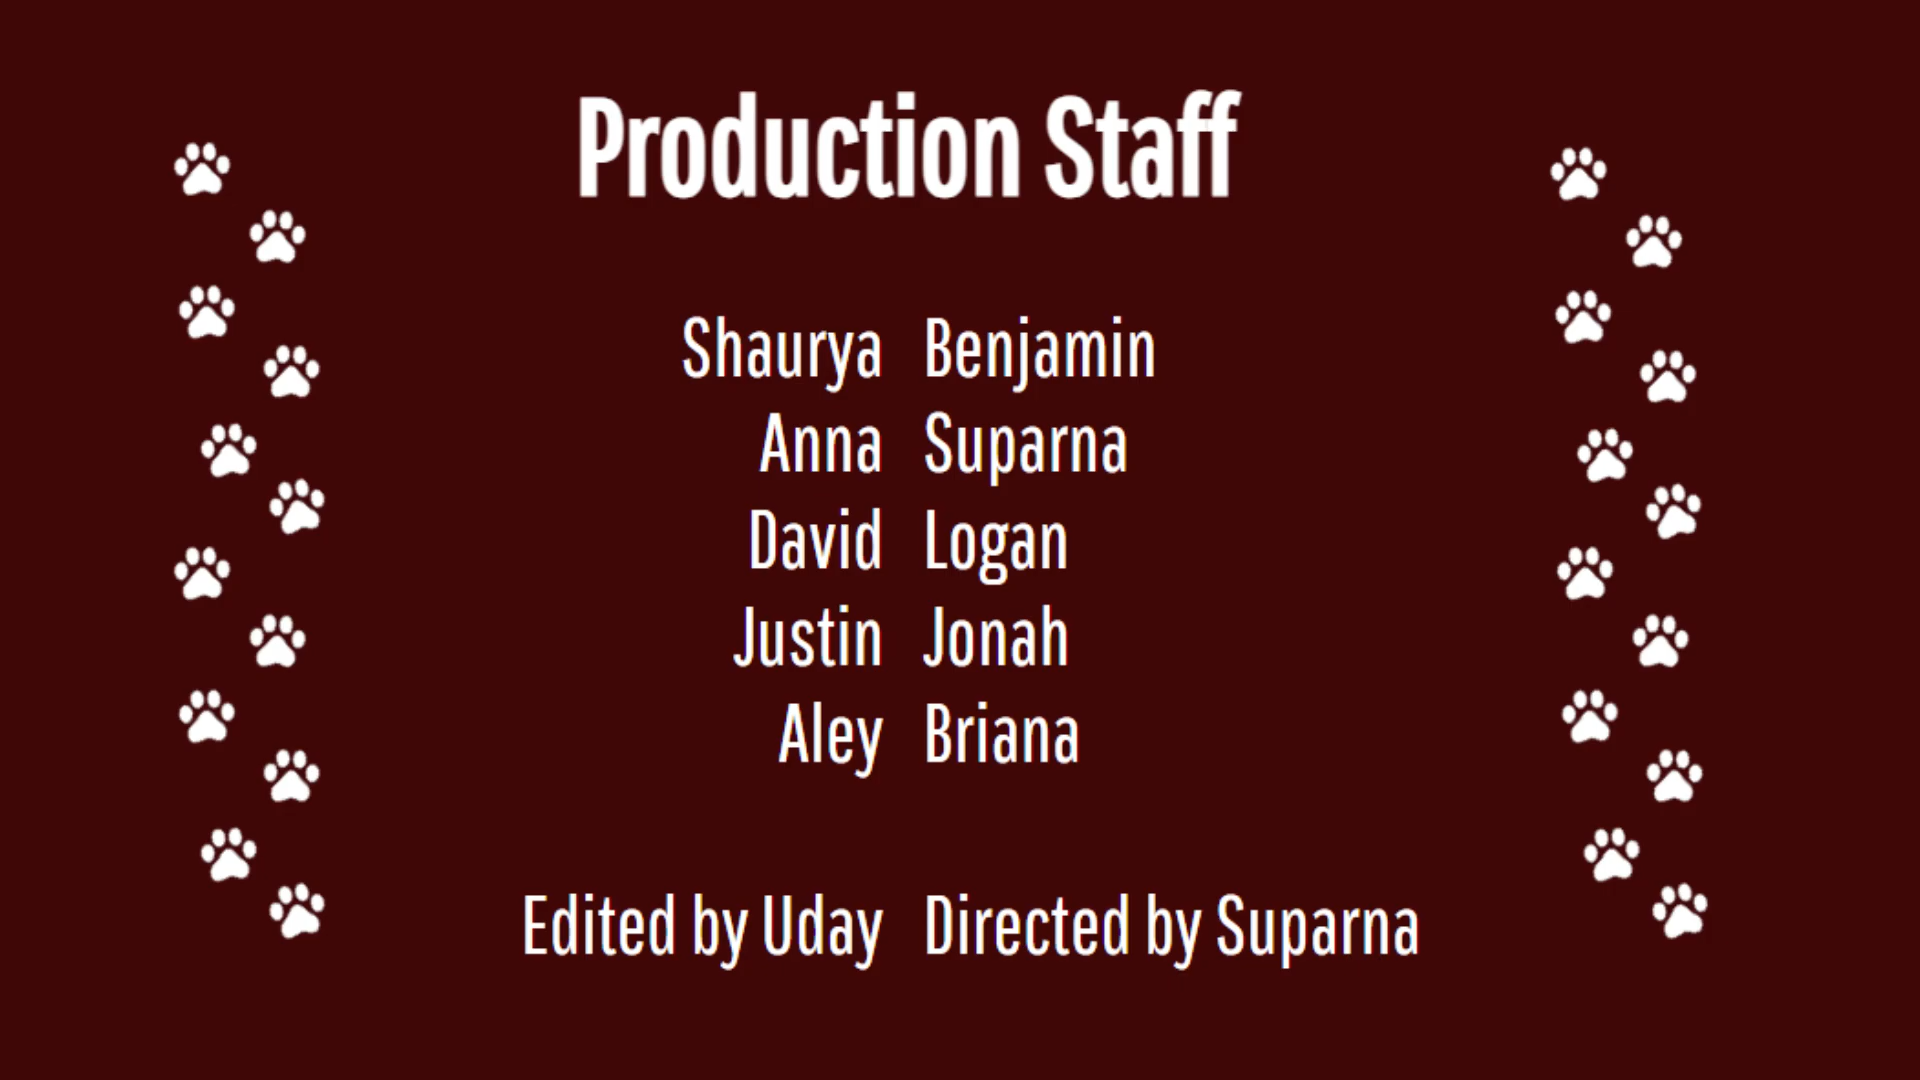 Production Staff
Shaurya Benjamin
Anna Suparna
David Logan
Justin Jonah
Aley Briana
Edited by Uday Directed by Suparna